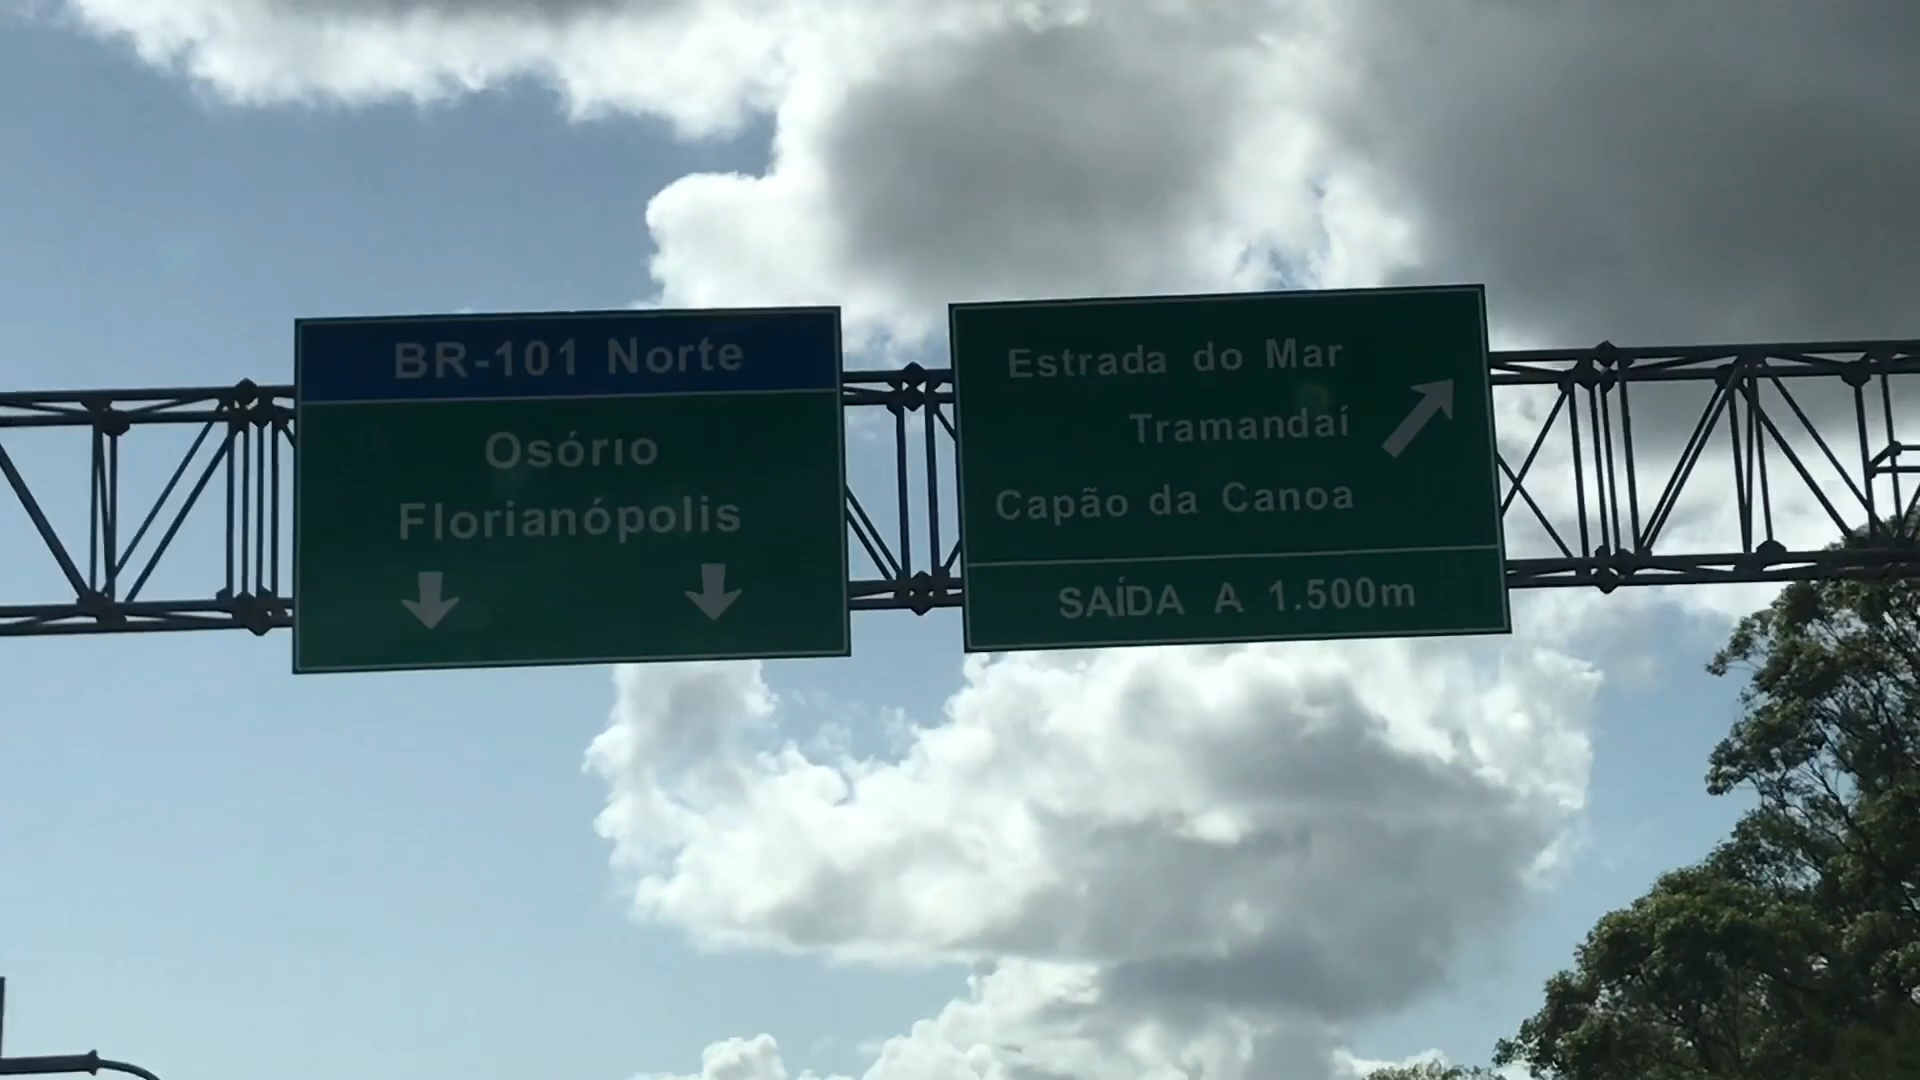 BR-101 Norte
Osório
Florianópolis
Estrada do Mar
Tramandaí
Capão da Canoa
SAÍDA A 1.500m